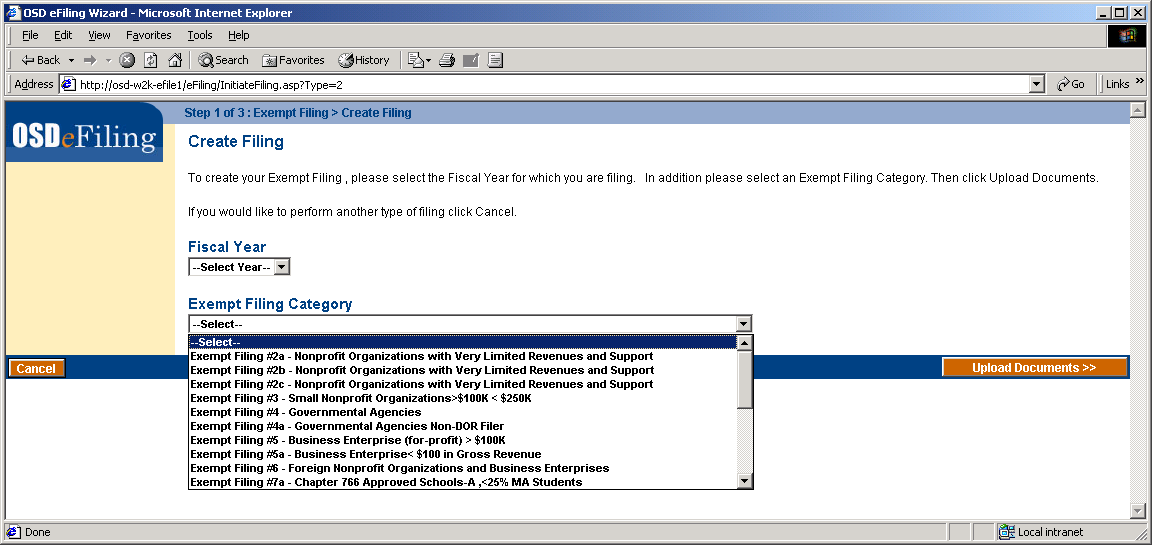 OSD eFiling Wizard - Microsoft Internet Explorer
File Edit View Favorites Tools Help
Back Search Favorites History
Address http://osd-w2k-efile1/eFiling/InitiateFiling.asp?Type=2 Go Links »
OSDeFiling
Step 1 of 3 : Exempt Filing > Create Filing
Create Filing
To create your Exempt Filing , please select the Fiscal Year for which you are filing. In addition please select an Exempt Filing Category. Then click Upload Documents.
If you would like to perform another type of filing click Cancel.
Fiscal Year
--Select Year--
Exempt Filing Category
--Select--
--Select--
Exempt Filing #2a - Nonprofit Organizations with Very Limited Revenues and Support
Exempt Filing #2b - Nonprofit Organizations with Very Limited Revenues and Support
Exempt Filing #2c - Nonprofit Organizations with Very Limited Revenues and Support
Exempt Filing #3 - Small Nonprofit Organizations>$100K < $250K
Exempt Filing #4 - Governmental Agencies
Exempt Filing #4a - Governmental Agencies Non-DOR Filer
Exempt Filing #5 - Business Enterprise (for-profit) > $100K
Exempt Filing #5a - Business Enterprise< $100 in Gross Revenue
Exempt Filing #6 - Foreign Nonprofit Organizations and Business Enterprises
Exempt Filing #7a - Chapter 766 Approved Schools-A ,<25% MA Students
Cancel
Upload Documents >>
Done
Local intranet